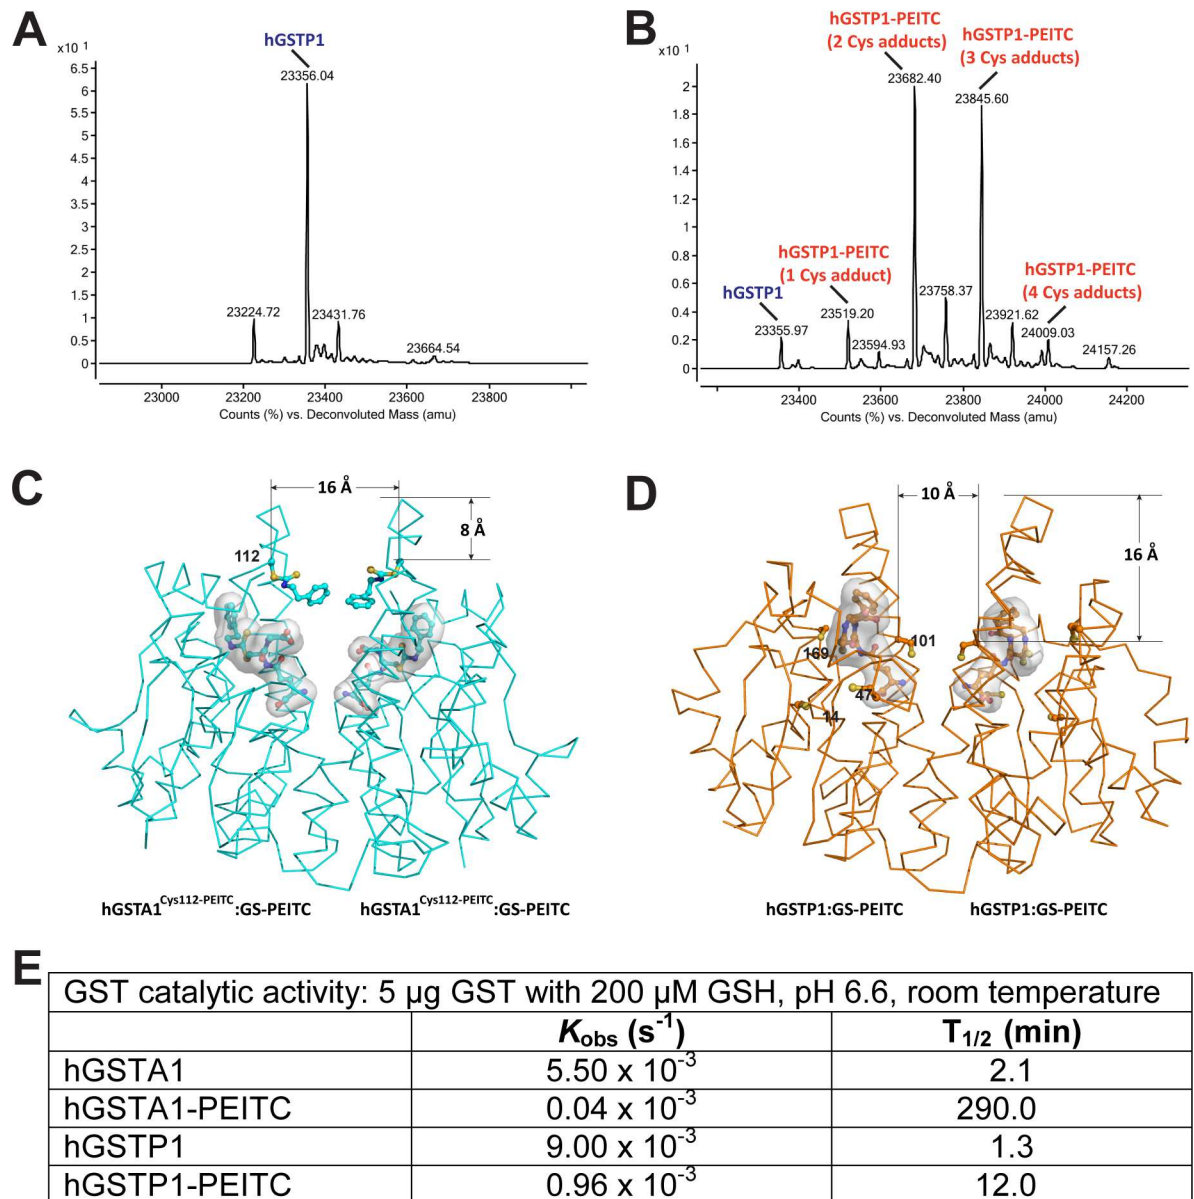 A
x10 1
hGSTP1
23356.04
6.5
6
5.5
5
4.5
4
3.5
3
2.5
2
1.5
1
0.5
0
23224.72
23431.76
23664.54
23000 23200 23400 23600 23800
Counts (%) vs. Deconvoluted Mass (amu)
B
x10 1
hGSTP1-PEITC
(2 Cys adducts)
23682.40
hGSTP1-PEITC
(3 Cys adducts)
23845.60
2
1.8
1.6
1.4
1.2
1
0.8
0.6
0.4
0.2
0
hGSTP1-PEITC
(1 Cys adduct)
hGSTP1
23355.97
23519.20
23594.93
23758.37
hGSTP1-PEITC
(4 Cys adducts)
23921.62
24009.03
24157.26
23400 23600 23800 24000 24200
Counts (%) vs. Deconvoluted Mass (amu)
C
16 Å
8 Å
112
hGSTA1Cys112-PEITC:GS-PEITC hGSTA1Cys112-PEITC:GS-PEITC
D
10 Å
16 Å
101
169
47
14
hGSTP1:GS-PEITC hGSTP1:GS-PEITC
E
GST catalytic activity: 5 µg GST with 200 µM GSH, pH 6.6, room temperature
Kobs (s-1) T1/2 (min)
hGSTA1 5.50 x 10-3 2.1
hGSTA1-PEITC 0.04 x 10-3 290.0
hGSTP1 9.00 x 10-3 1.3
hGSTP1-PEITC 0.96 x 10-3 12.0